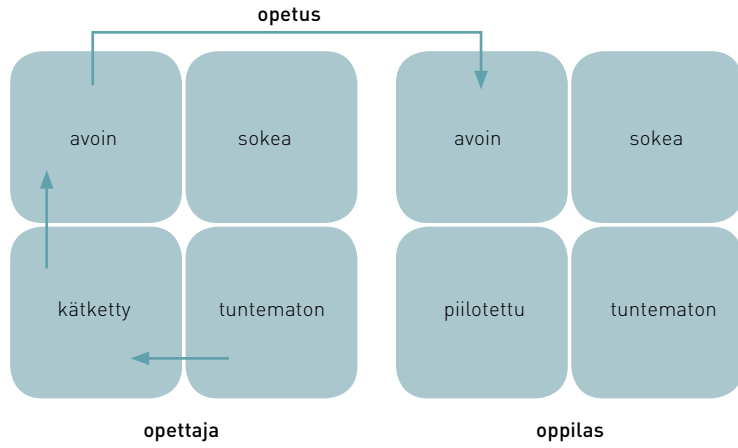 opetus
avoin sokea avoin sokea
kätketty tuntematon piilotettu tuntematon
opettaja oppilas